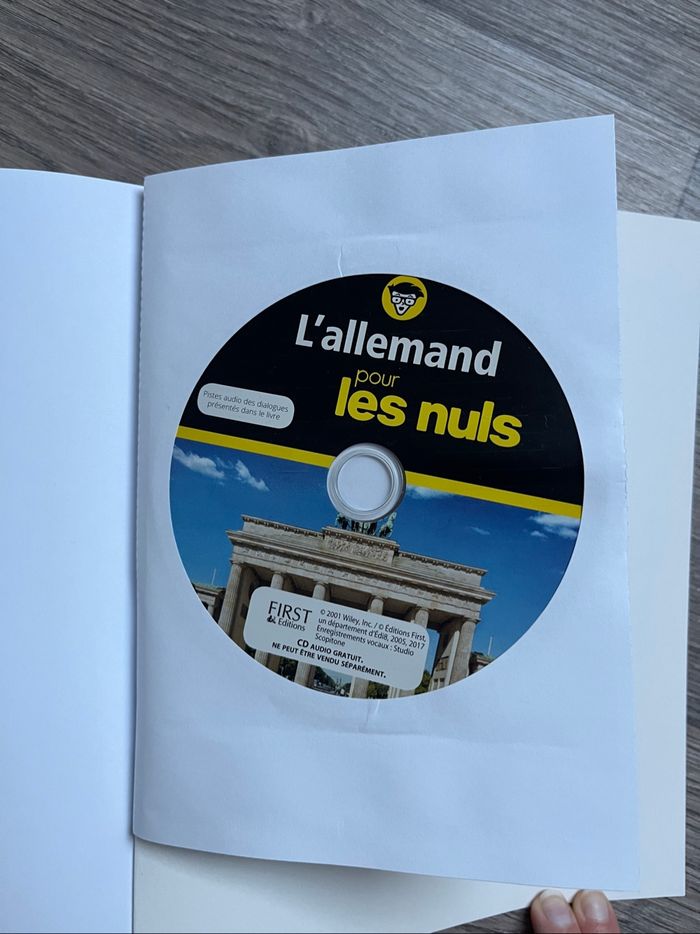 L'allemand
pour
les nuls
Pistes audio des dialogues
présentés dans le livre
FIRST
& Editions
© 2001 Wiley, Inc. / © Éditions First,
un département d'Édi8, 2005, 2017
Enregistrements vocaux : Studio
Scopitone
CD AUDIO GRATUIT.
NE PEUT ÊTRE VENDU SÉPARÉMENT.